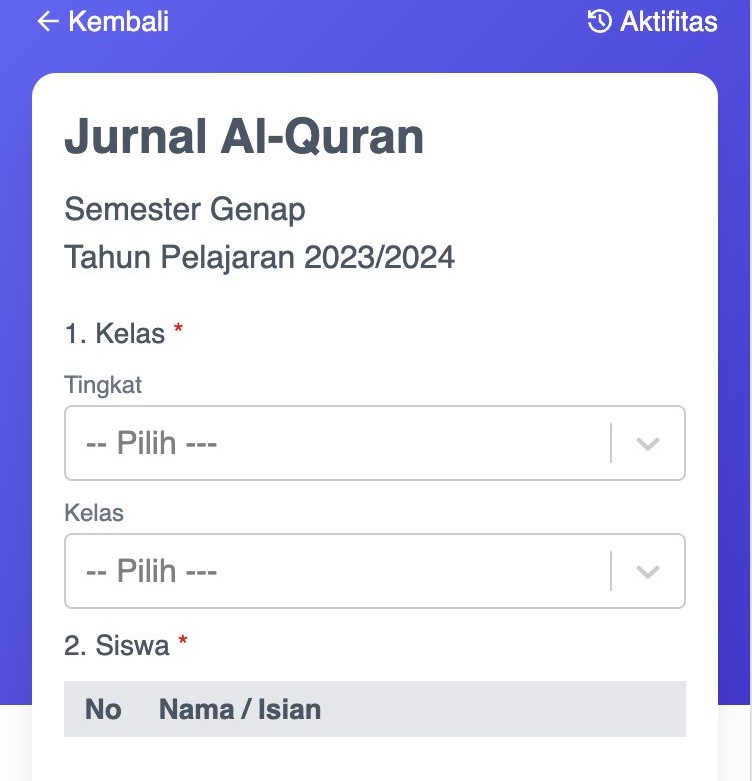 Kembali Aktifitas
Jurnal Al-Quran
Semester Genap
Tahun Pelajaran 2023/2024
1. Kelas *
Tingkat
-- Pilih ---
Kelas
-- Pilih ---
2. Siswa *
No Nama / Isian